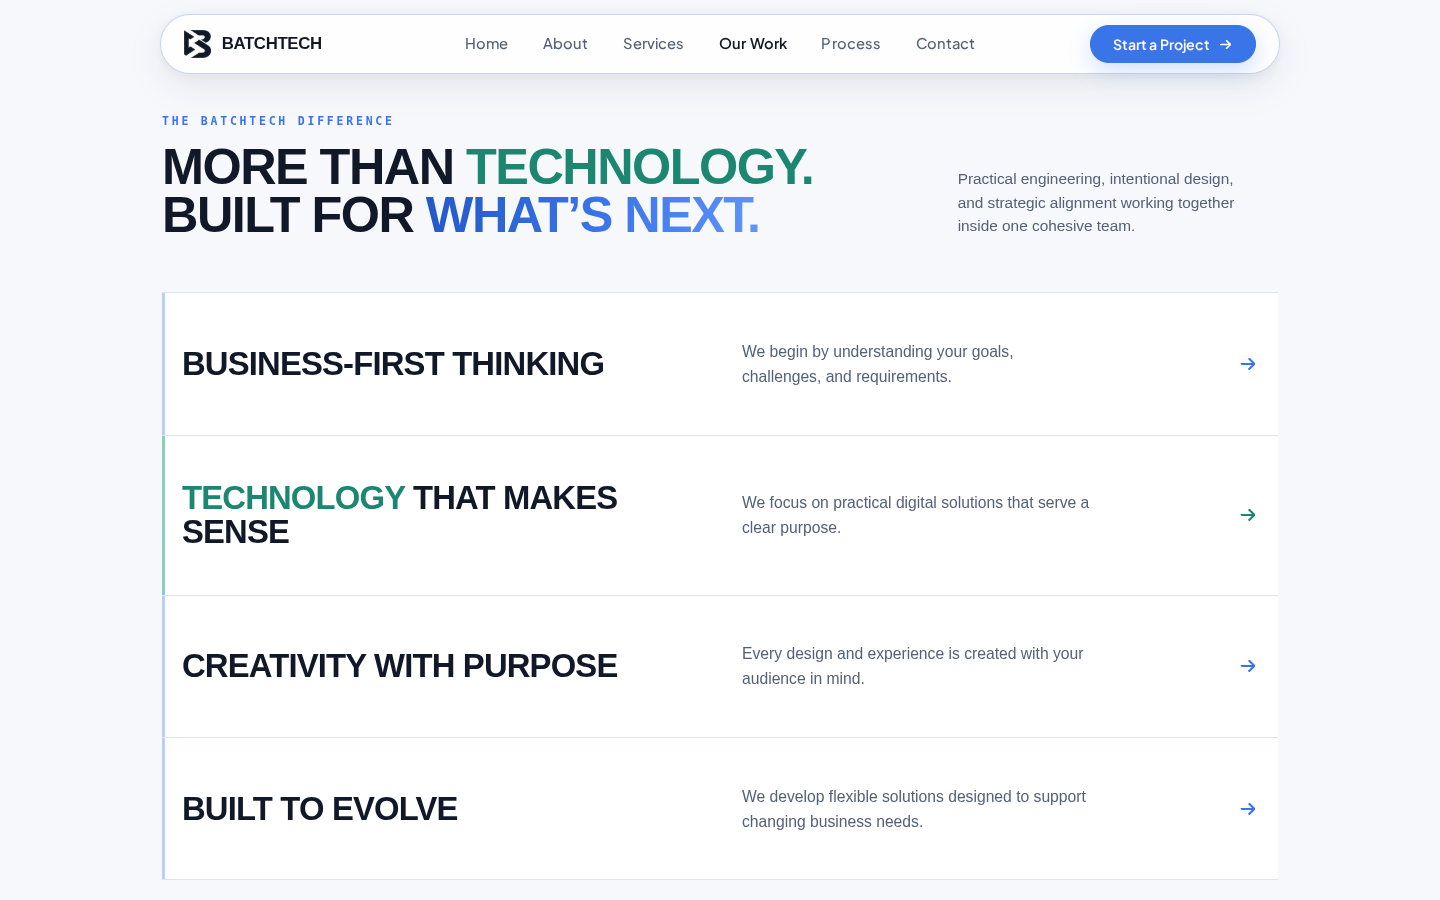 BATCHTECH
Home
About
Services
Our Work
Process
Contact
Start a Project
THE BATCHTECH DIFFERENCE
MORE THAN TECHNOLOGY.
BUILT FOR WHAT’S NEXT.
Practical engineering, intentional design,
and strategic alignment working together
inside one cohesive team.
BUSINESS-FIRST THINKING
We begin by understanding your goals,
challenges, and requirements.
TECHNOLOGY THAT MAKES
SENSE
We focus on practical digital solutions that serve a
clear purpose.
CREATIVITY WITH PURPOSE
Every design and experience is created with your
audience in mind.
BUILT TO EVOLVE
We develop flexible solutions designed to support
changing business needs.